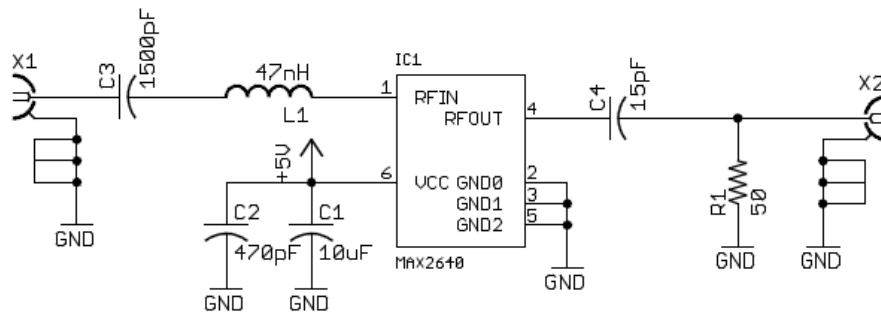 X1
C3
1500pF
47nH
L1
IC1
1
RFIN
RFOUT
4
C4
15pF
X2
+5V
6
VCC
GND0
2
GND1
3
GND2
5
MAX2640
C2
470pF
C1
10uF
R1
50
GND
GND
GND
GND
GND
GND